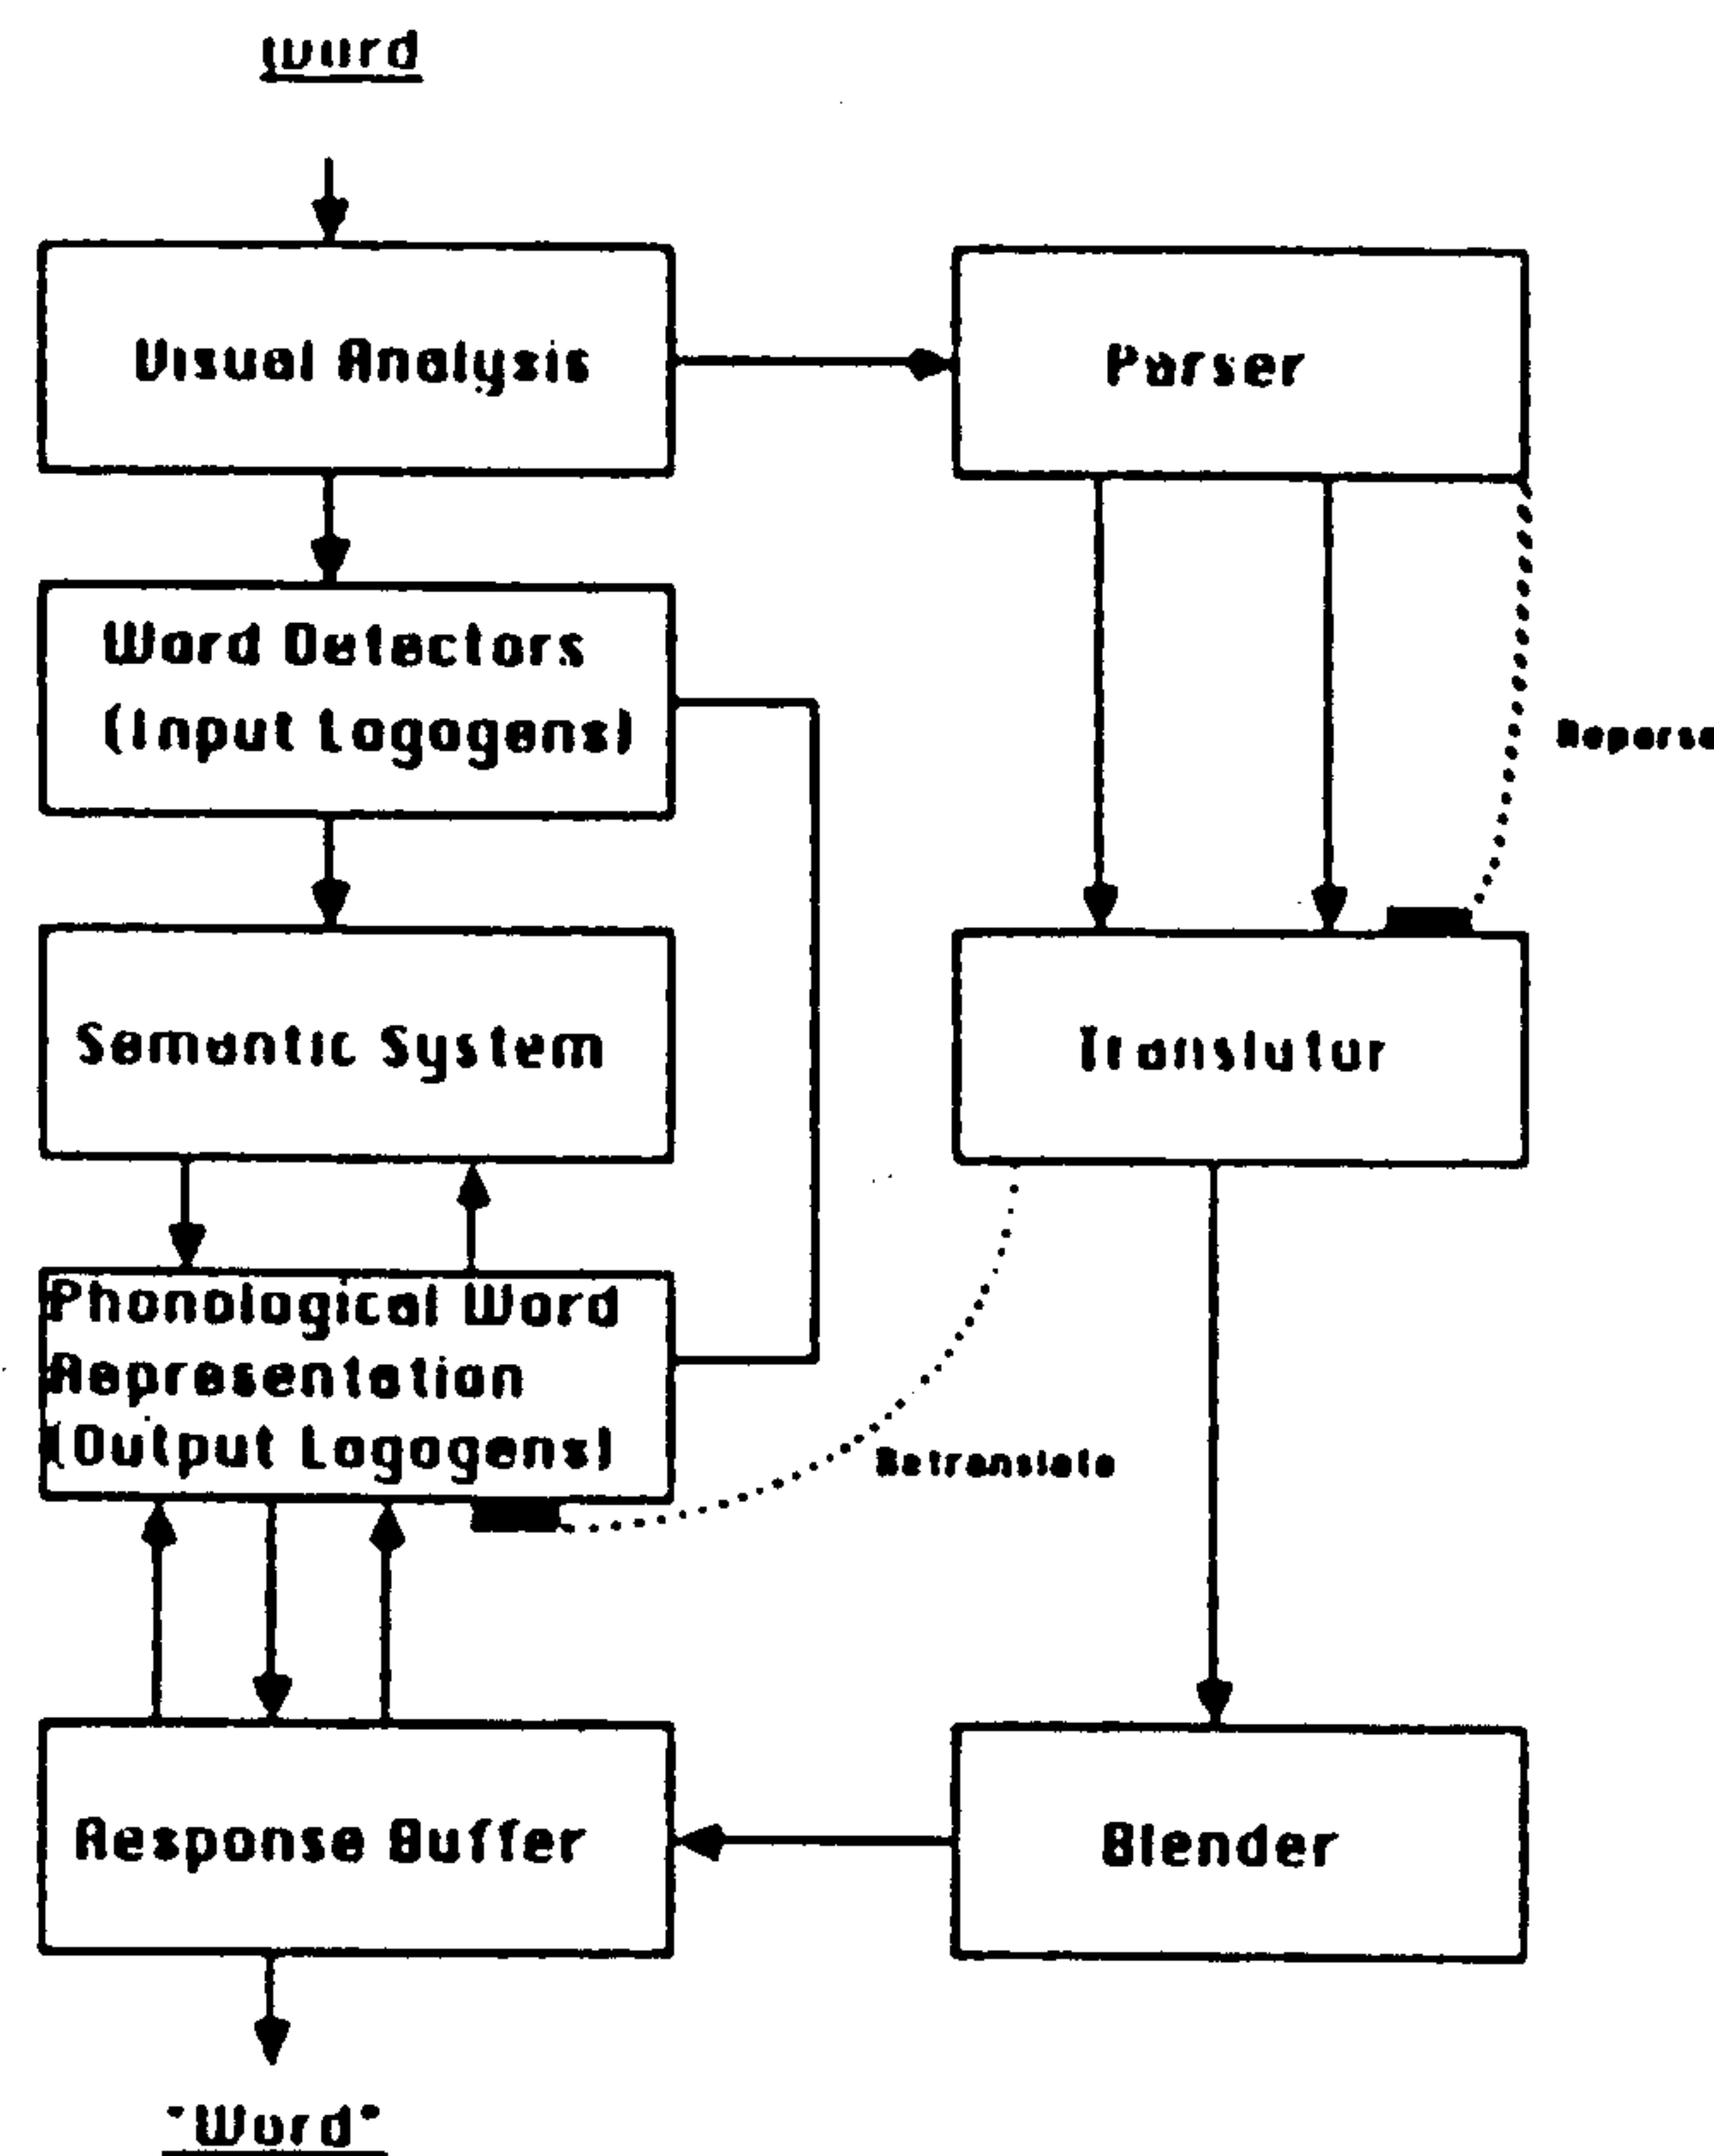 word
Visual Analysis
Parser
Word Detectors
(Input Logogens)
Reparse
Semantic System
Translator
Phonological Word
Representation
(Output Logogens)
Retranslate
Response Buffer
Blender
"Word"